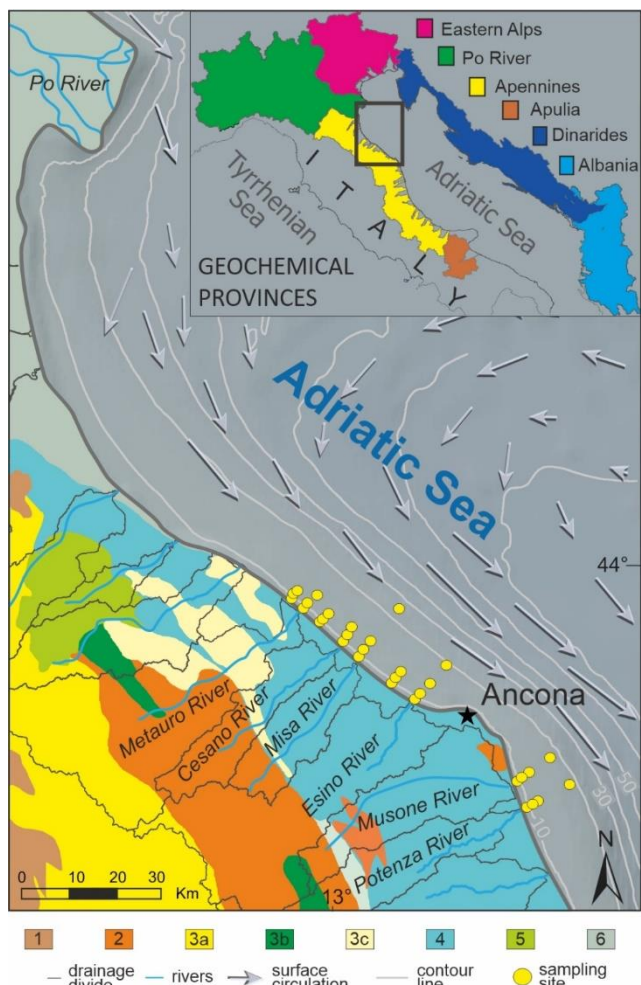 Po River
Eastern Alps
Po River
Apennines
Apulia
Dinarides
Albania
Tyrrhenian
Sea
ITALY
Adriatic Sea
GEOCHEMICAL
PROVINCES
Adriatic Sea
44°
Ancona
Metauro River
Cesano River
Misa River
Esino River
Musone River
Potenza River
13°
10
30
50
N
0 5 10 20 30
Km
1 2 3a 3b 3c 4 5 6
drainage divide
rivers
surface circulation
contour line
sampling site